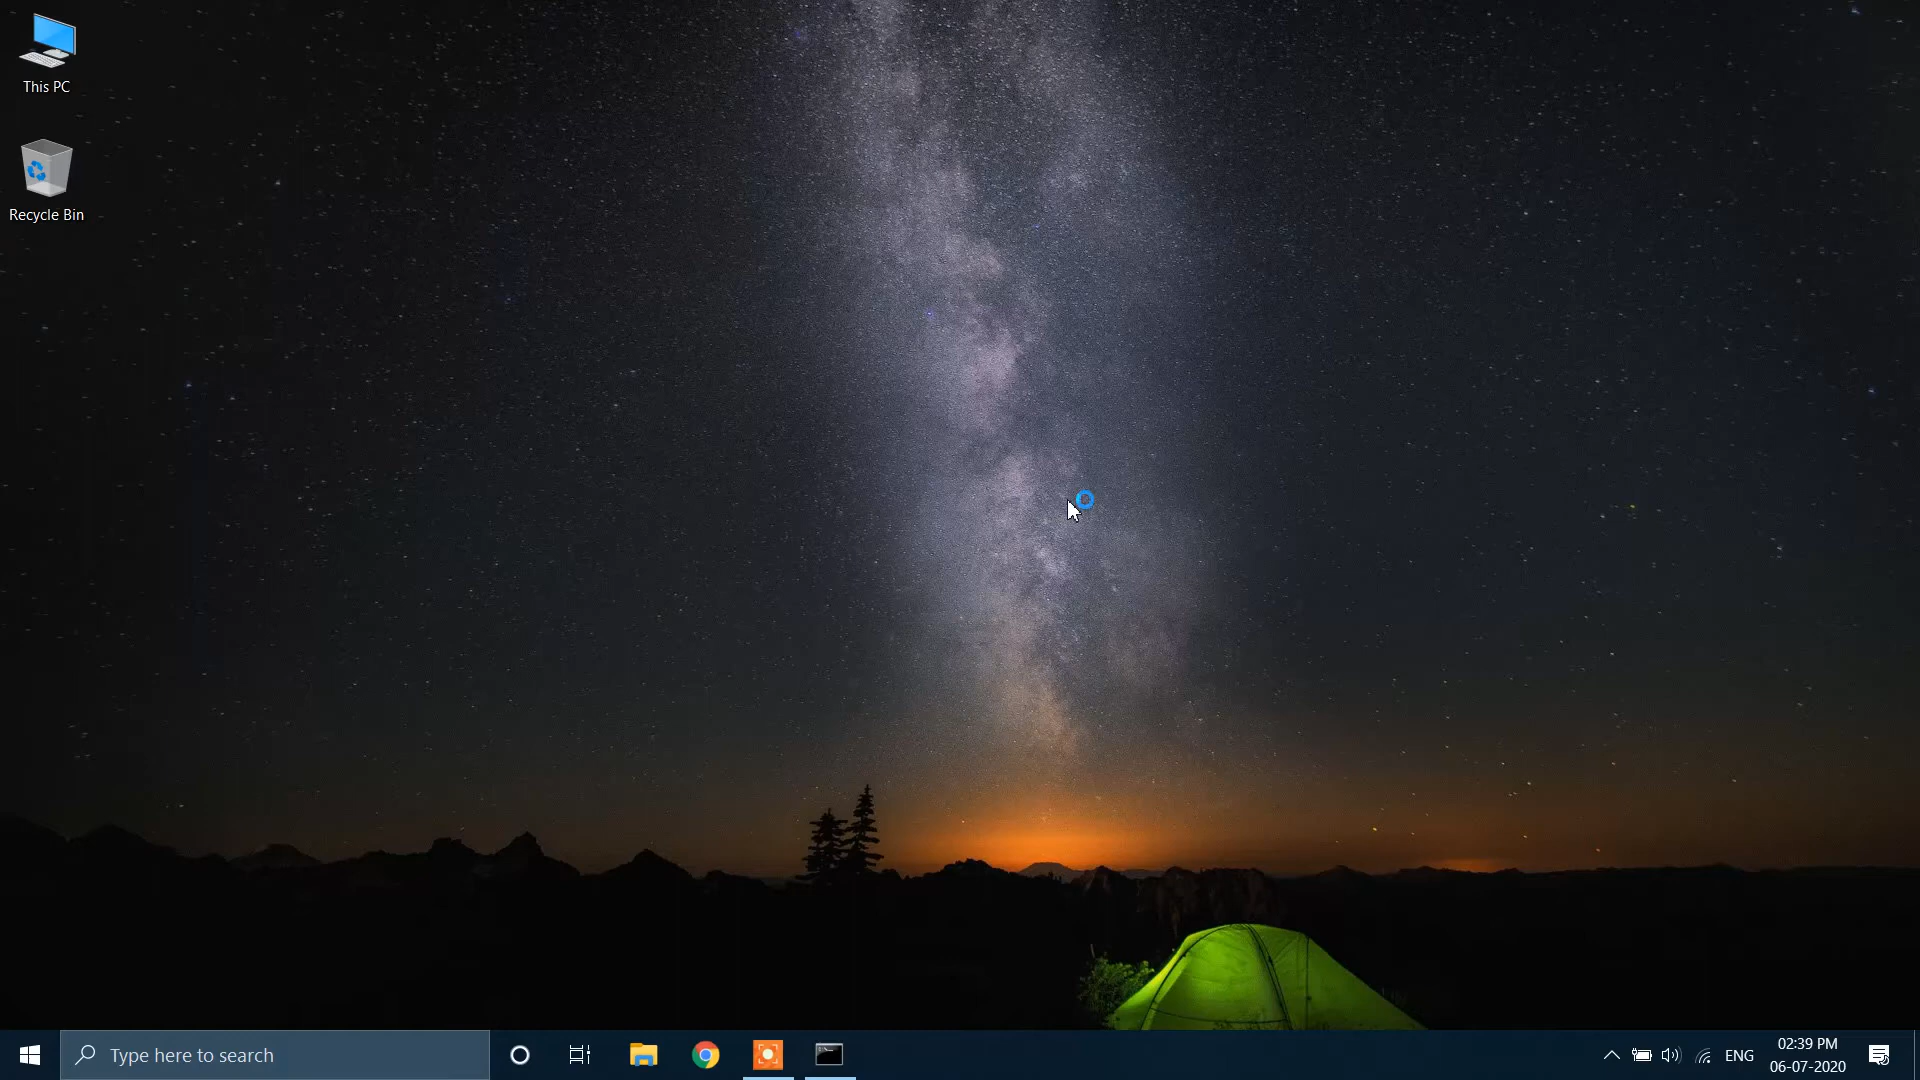 This PC
Recycle Bin
Type here to search
ENG
02:39 PM
06-07-2020